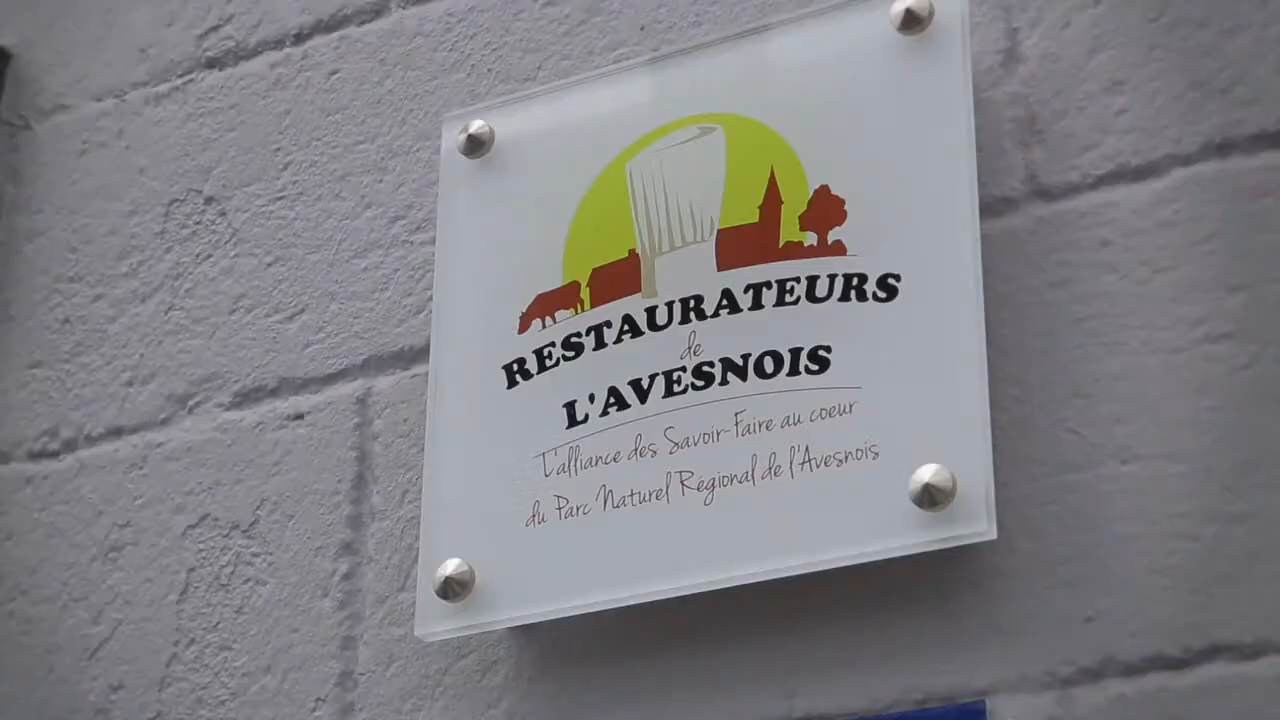 RESTAURATEURS
de
L'AVESNOIS
L'alliance des Savoir-Faire au coeur
du Parc Naturel Régional de l'Avesnois